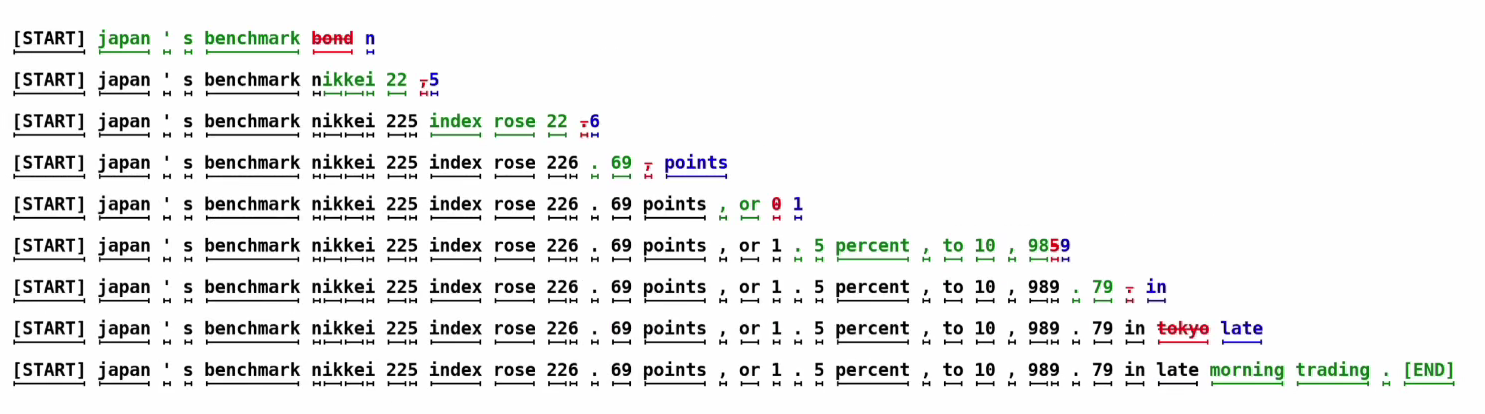 [START] japan ' s benchmark bond n
[START] japan ' s benchmark nikkei 22 ,5
[START] japan ' s benchmark nikkei 225 index rose 22 .6
[START] japan ' s benchmark nikkei 225 index rose 226 . 69 , points
[START] japan ' s benchmark nikkei 225 index rose 226 . 69 points , or 0 1
[START] japan ' s benchmark nikkei 225 index rose 226 . 69 points , or 1 . 5 percent , to 10 , 9859
[START] japan ' s benchmark nikkei 225 index rose 226 . 69 points , or 1 . 5 percent , to 10 , 989 . 79 . in
[START] japan ' s benchmark nikkei 225 index rose 226 . 69 points , or 1 . 5 percent , to 10 , 989 . 79 in tokyo late
[START] japan ' s benchmark nikkei 225 index rose 226 . 69 points , or 1 . 5 percent , to 10 , 989 . 79 in late morning trading . [END]